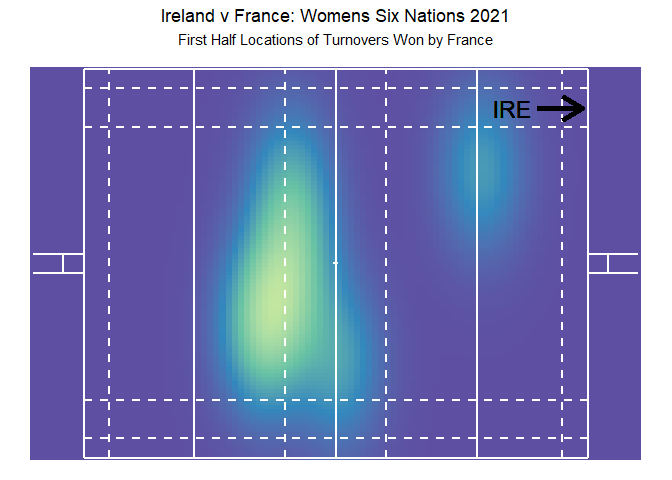 Ireland v France: Womens Six Nations 2021
First Half Locations of Turnovers Won by France
IRE